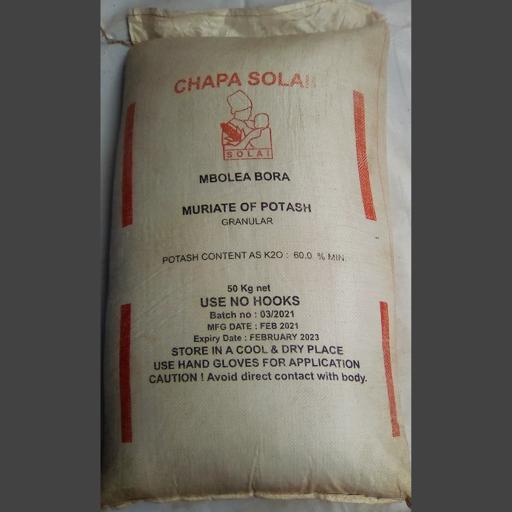 CHAPA SOLAI
SOLAI
MBOLEA BORA
MURIATE OF POTASH
GRANULAR
POTASH CONTENT AS K2O : 60.0 % MIN.
50 Kg net
USE NO HOOKS
Batch no : 03/2021
MFG DATE : FEB 2021
Expiry Date : FEBRUARY 2023
STORE IN A COOL & DRY PLACE
USE HAND GLOVES FOR APPLICATION
CAUTION ! Avoid direct contact with body.